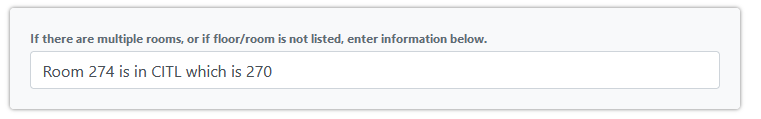 If there are multiple rooms, or if floor/room is not listed, enter information below.
Room 274 is in CITL which is 270